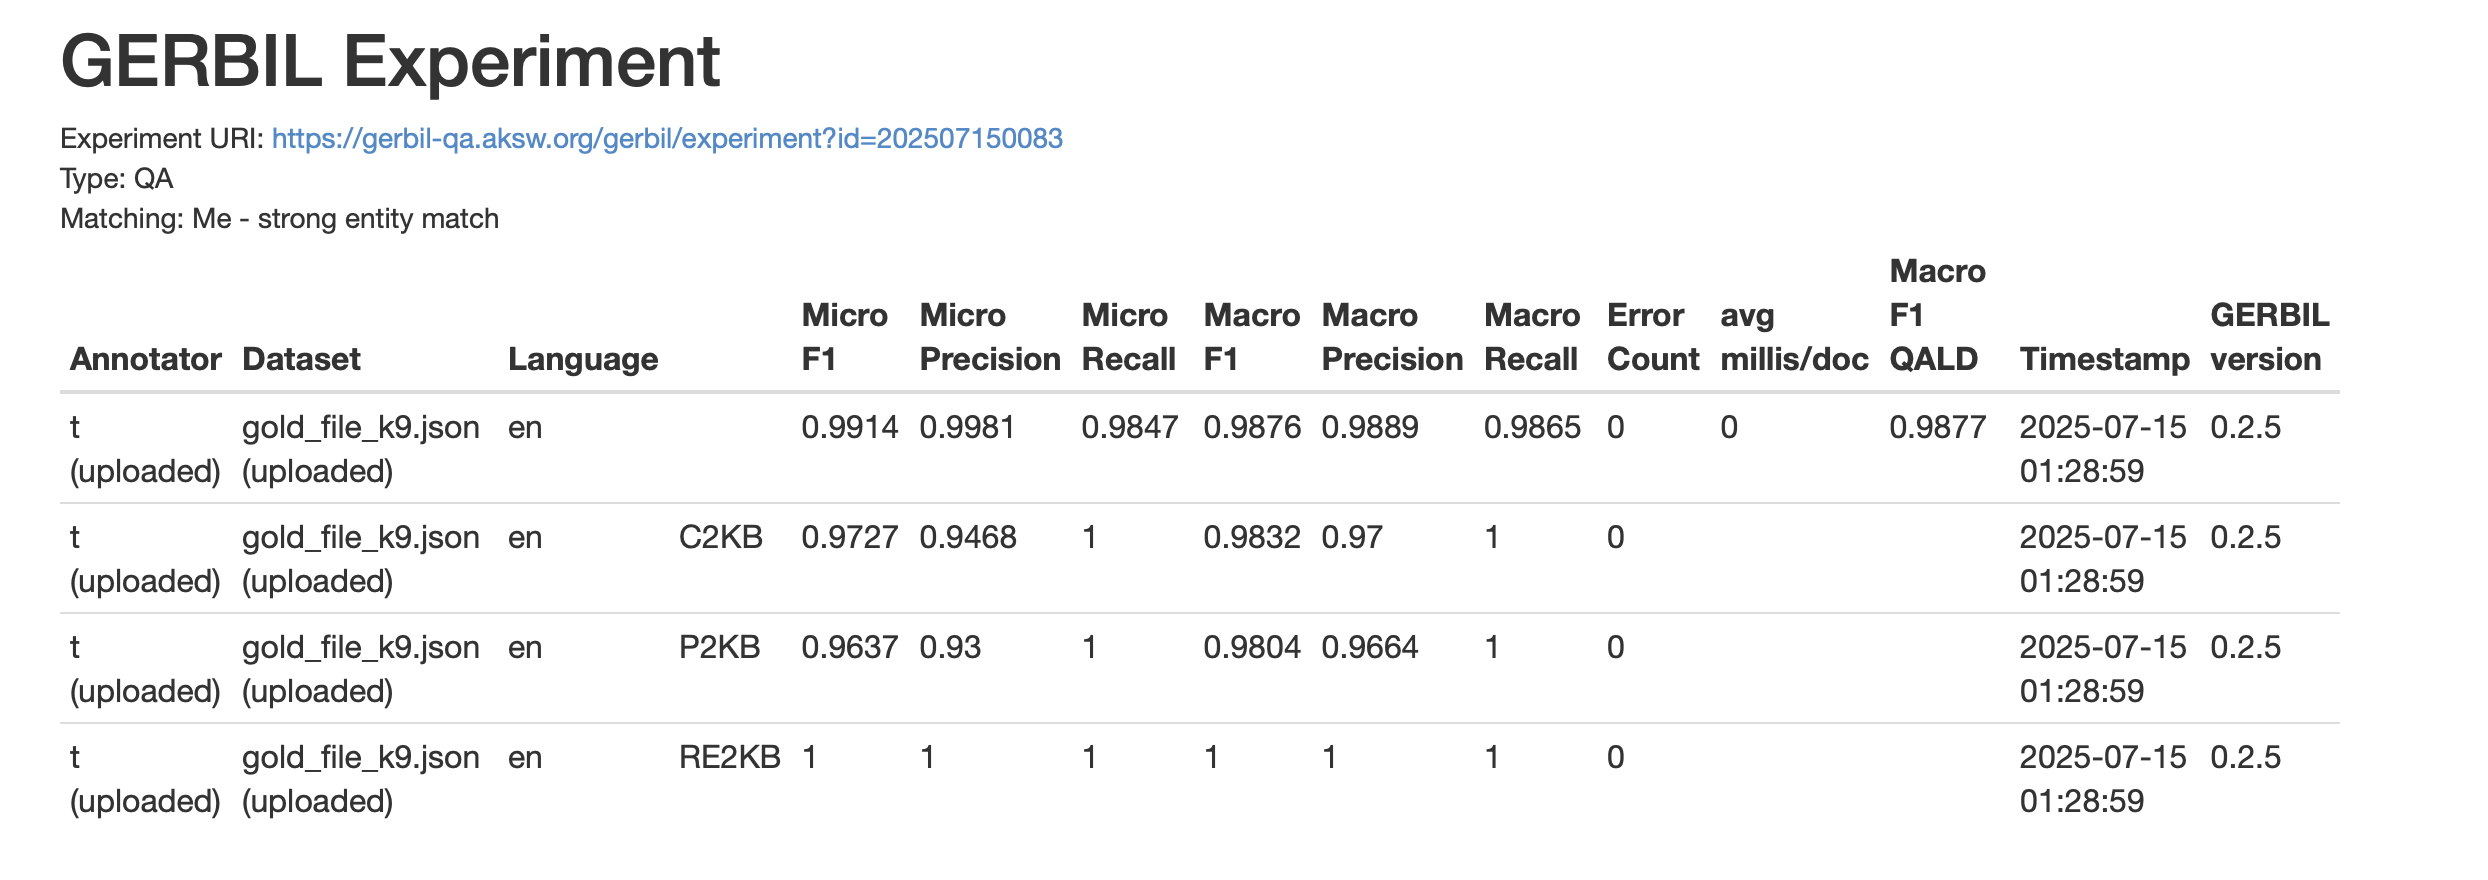 GERBIL Experiment
Experiment URI: https://gerbil-qa.aksw.org/gerbil/experiment?id=202507150083
Type: QA
Matching: Me - strong entity match
Annotator Dataset Language Micro F1 Micro Precision Micro Recall Macro F1 Macro Precision Macro Recall Error Count avg millis/doc Macro F1 QALD Timestamp GERBIL version
t (uploaded) gold_file_k9.json (uploaded) en 0.9914 0.9981 0.9847 0.9876 0.9889 0.9865 0 0 0.9877 2025-07-15 01:28:59 0.2.5
t (uploaded) gold_file_k9.json (uploaded) en C2KB 0.9727 0.9468 1 0.9832 0.97 1 0 2025-07-15 01:28:59 0.2.5
t (uploaded) gold_file_k9.json (uploaded) en P2KB 0.9637 0.93 1 0.9804 0.9664 1 0 2025-07-15 01:28:59 0.2.5
t (uploaded) gold_file_k9.json (uploaded) en RE2KB 1 1 1 1 1 1 0 2025-07-15 01:28:59 0.2.5